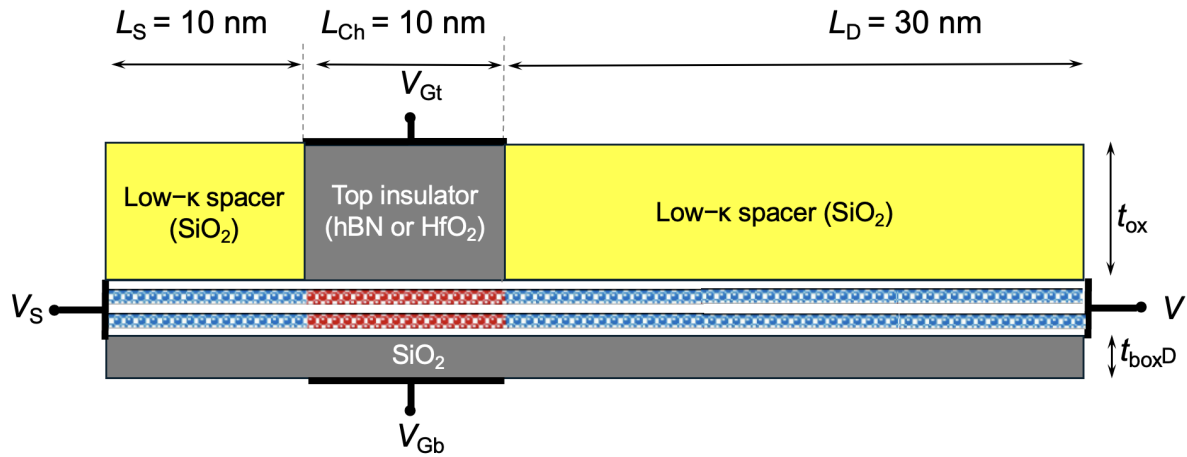 L_S = 10 nm
L_Ch = 10 nm
L_D = 30 nm
V_Gt
Low–κ spacer
(SiO₂)
Top insulator
(hBN or HfO₂)
Low–κ spacer (SiO₂)
t_ox
V_S
V
SiO₂
t_boxD
V_Gb